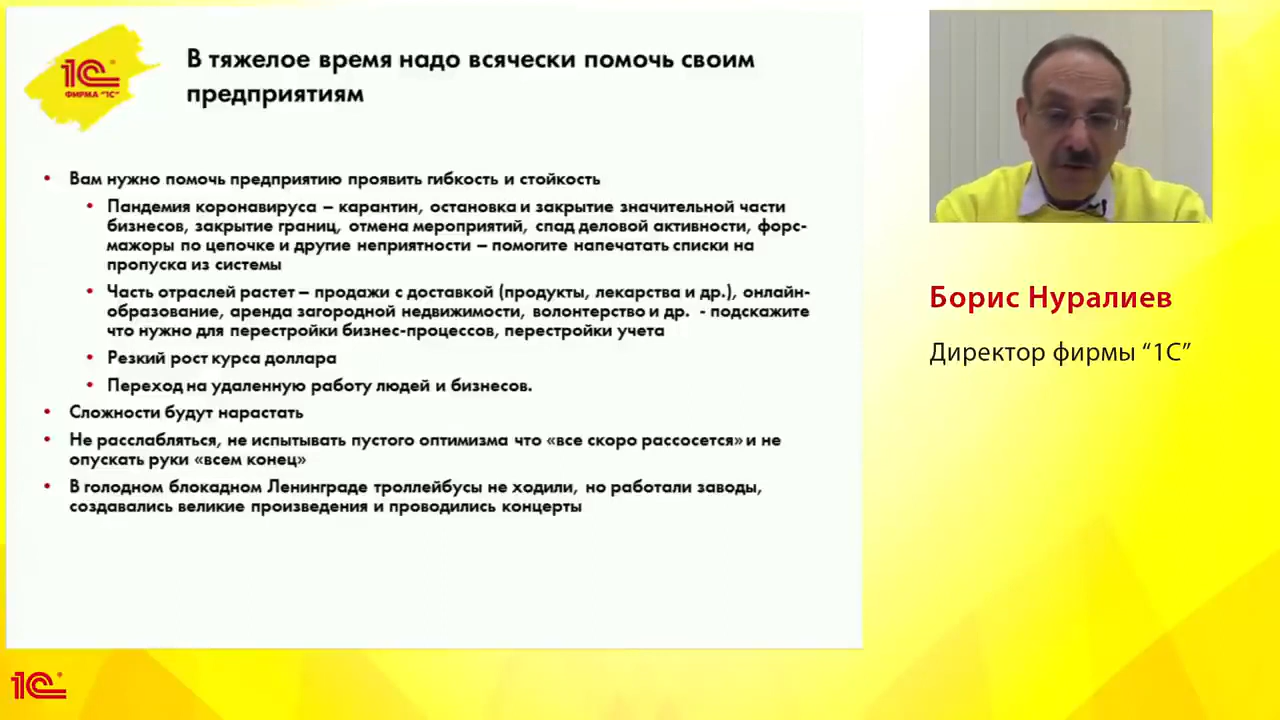 1С
ФИРМА "1С"
В тяжелое время надо всячески помочь своим
предприятиям
• Вам нужно помочь предприятию проявить гибкость и стойкость
• Пандемия коронавируса – карантин, остановка и закрытие значительной части
бизнесов, закрытие границ, отмена мероприятий, спад деловой активности, форс-
мажоры по цепочке и другие неприятности – помогите напечатать списки на
пропуска из системы
• Часть отраслей растет – продажи с доставкой (продукты, лекарства и др.), онлайн-
образование, аренда загородной недвижимости, волонтерство и др. - подскажите
что нужно для перестройки бизнес-процессов, перестройки учета
• Резкий рост курса доллара
• Переход на удаленную работу людей и бизнесов.
• Сложности будут нарастать
• Не расслабляться, не испытывать пустого оптимизма что «все скоро рассосется» и не
опускать руки «всем конец»
• В голодном блокадном Ленинграде троллейбусы не ходили, но работали заводы,
создавались великие произведения и проводились концерты
Борис Нуралиев
Директор фирмы “1С”
1С